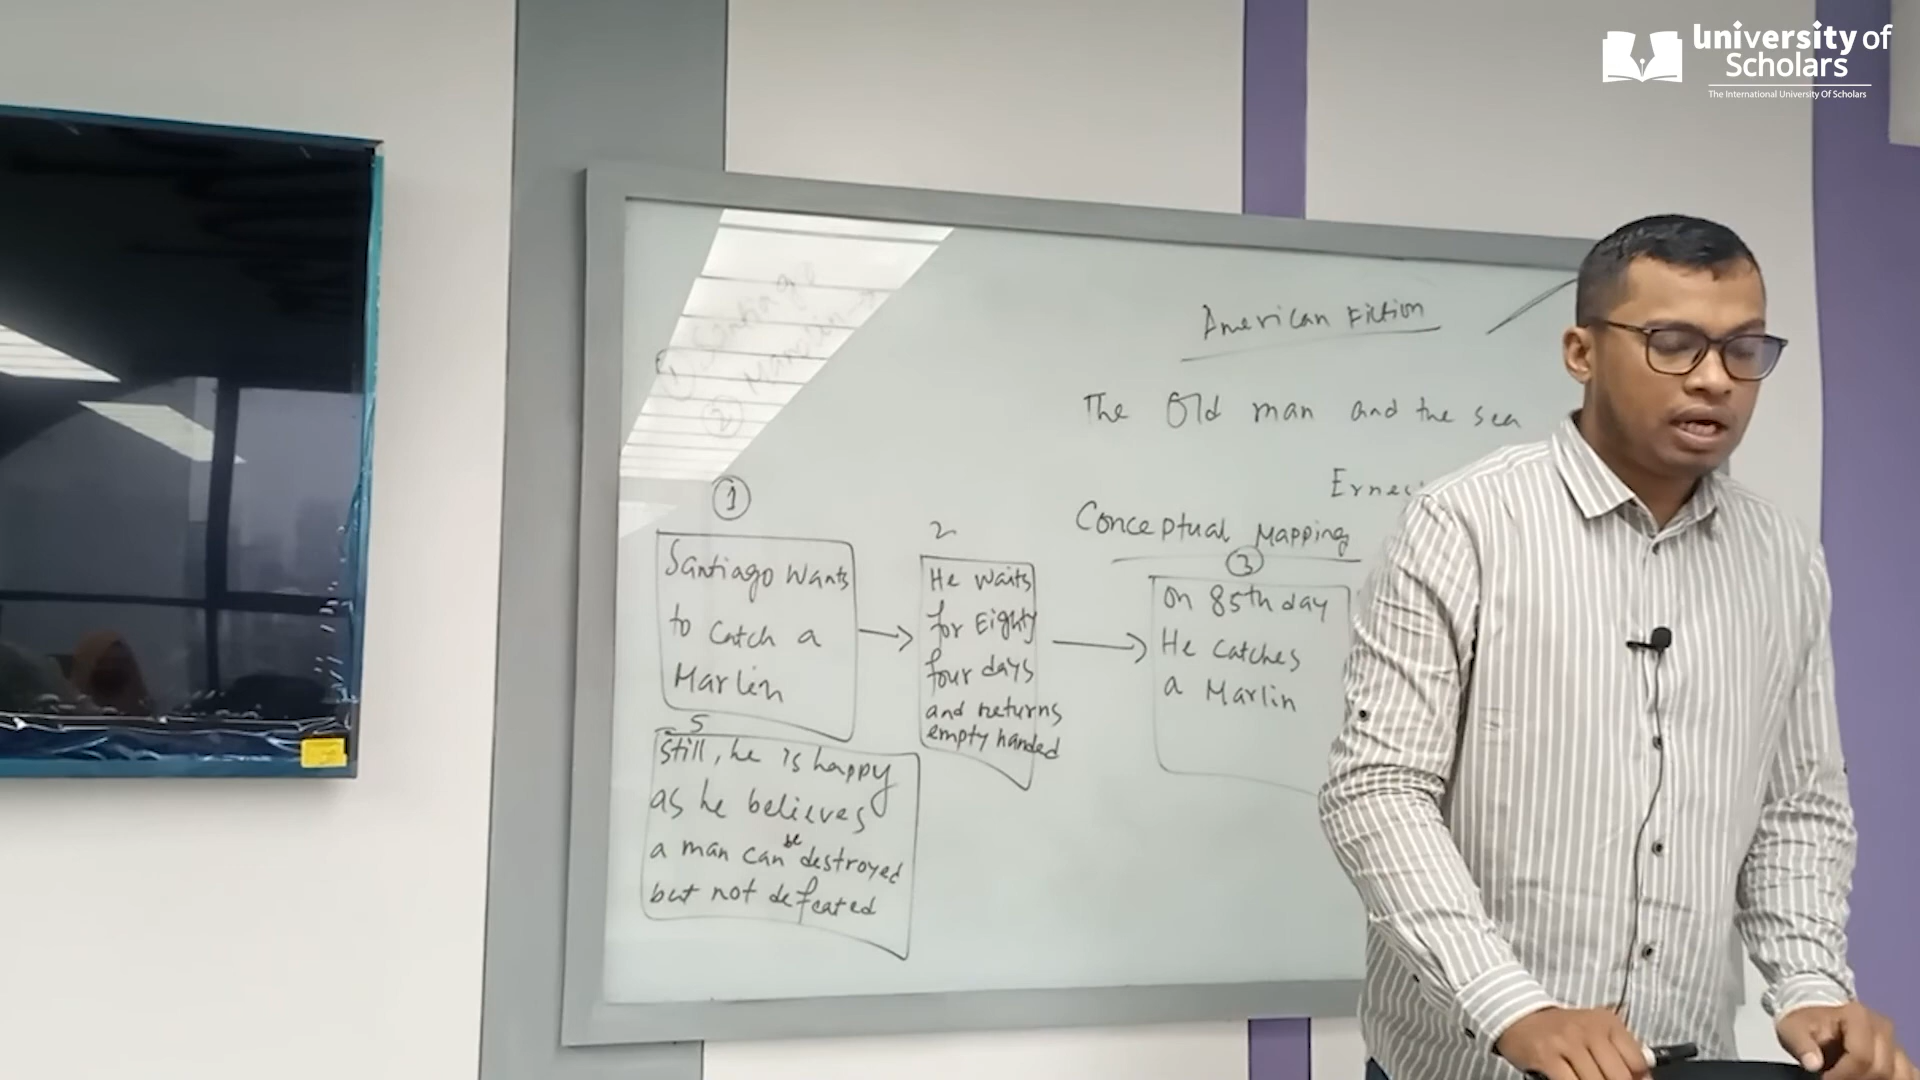 university of
Scholars
The International University Of Scholars
American Fiction
The Old man and the sea
Conceptual Mapping
1
Santiago wants
to catch a
Marlin
2
He waits
for Eighty
four days
and returns
empty handed
3
on 85th day
He catches
a Marlin
5
Still, he is happy
as he believes
a man can be destroyed
but not defeated